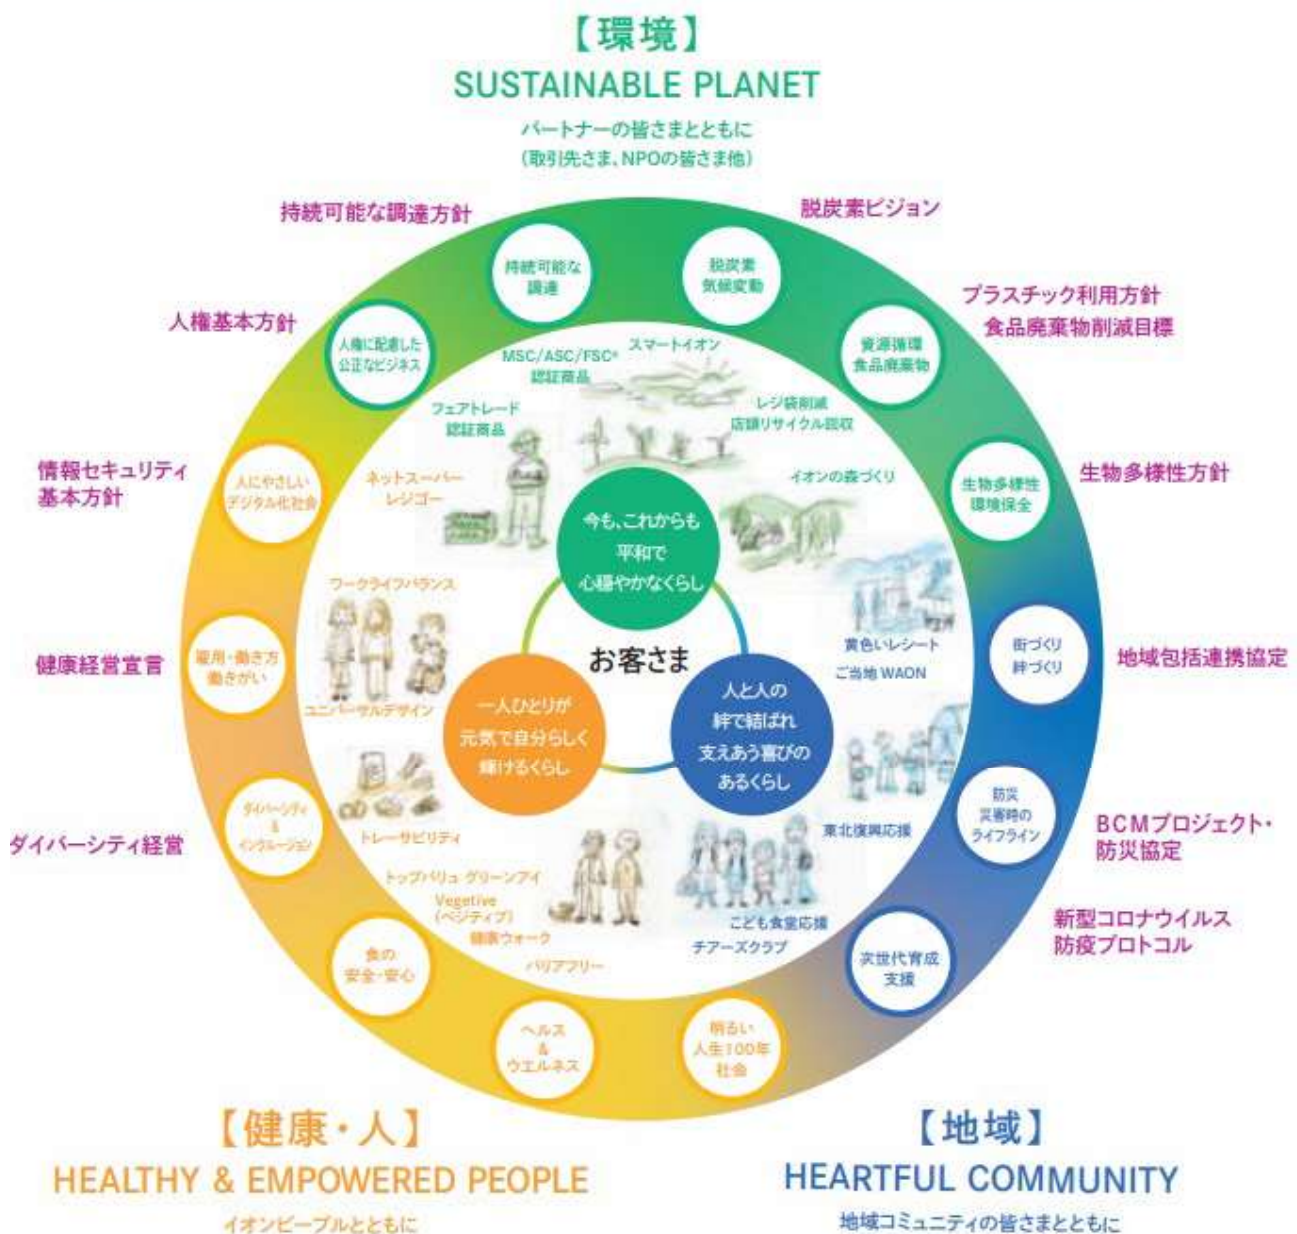 【環境】
SUSTAINABLE PLANET
パートナーの皆さまとともに
（取引先さま、NPOの皆さま他）
持続可能な調達方針
脱炭素ビジョン
人権基本方針
プラスチック利用方針
食品廃棄物削減目標
情報セキュリティ
基本方針
生物多様性方針
健康経営宣言
地域包括連携協定
ダイバーシティ経営
BCMプロジェクト・
防災協定
新型コロナウイルス
防疫プロトコル
持続可能な
調達
脱炭素
気候変動
人権に配慮した
公正なビジネス
資源循環
食品廃棄物
人にやさしい
デジタル化社会
生物多様性
環境保全
雇用・働き方
働きがい
街づくり
絆づくり
ダイバーシティ
&
インクルージョン
防災
災害時の
ライフライン
食の
安全・安心
次世代育成
支援
ヘルス
&
ウエルネス
明るい
人生100年
社会
MSC/ASC/FSC®
認証商品
スマートイオン
フェアトレード
認証商品
レジ袋削減
店頭リサイクル回収
ネットスーパー
レジゴー
イオンの森づくり
ワークライフバランス
黄色いレシート
ご当地 WAON
ユニバーサルデザイン
トレーサビリティ
東北復興応援
トップバリュ グリーンアイ
Vegetive
（ベジティブ）
健康ウォーク
バリアフリー
こども食堂応援
チアーズクラブ
今も、これからも
平和で
心穏やかなくらし
お客さま
一人ひとりが
元気で自分らしく
輝けるくらし
人と人の
絆で結ばれ
支えあう喜びの
あるくらし
【健康・人】
HEALTHY & EMPOWERED PEOPLE
イオンピープルとともに
【地域】
HEARTFUL COMMUNITY
地域コミュニティの皆さまとともに